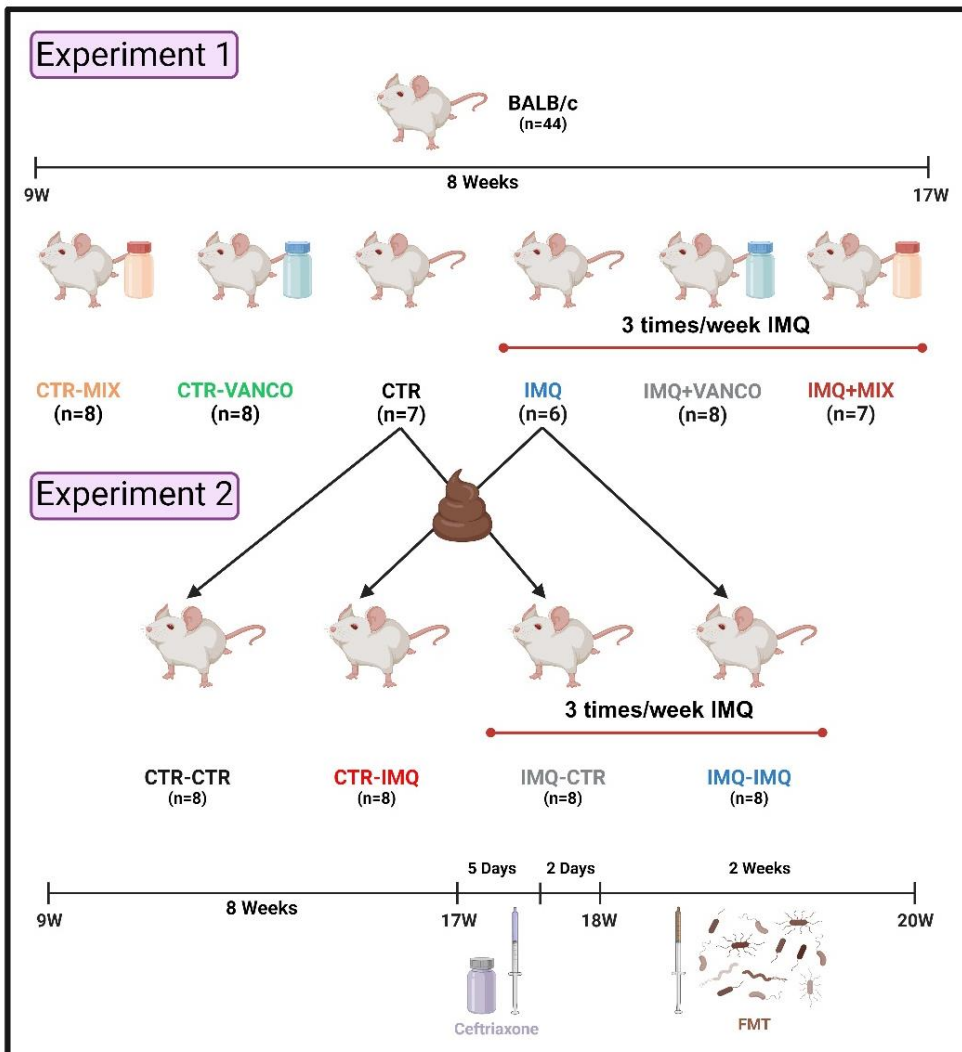 Experiment 1
BALB/c
(n=44)
9W
8 Weeks
17W
3 times/week IMQ
CTR-MIX
(n=8)
CTR-VANCO
(n=8)
CTR
(n=7)
IMQ
(n=6)
IMQ+VANCO
(n=8)
IMQ+MIX
(n=7)
Experiment 2
3 times/week IMQ
CTR-CTR
(n=8)
CTR-IMQ
(n=8)
IMQ-CTR
(n=8)
IMQ-IMQ
(n=8)
5 Days
2 Days
2 Weeks
9W
8 Weeks
17W
18W
20W
Ceftriaxone
FMT